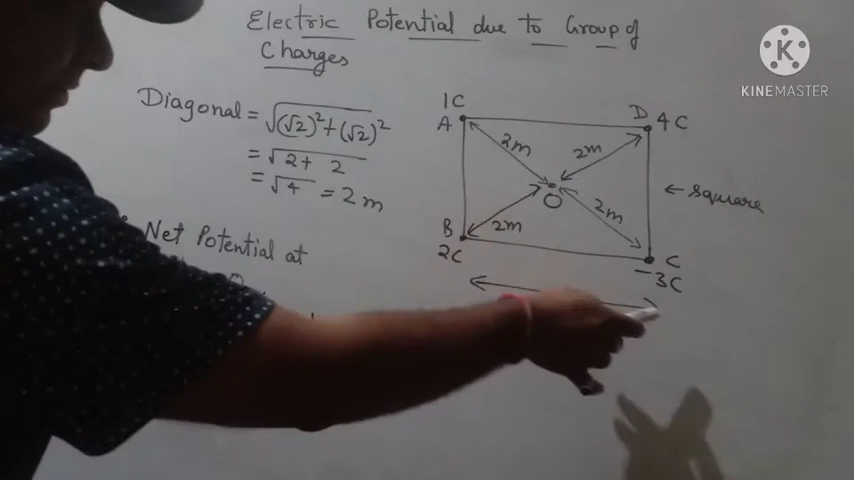 Electric Potential due to Group of
Charges
K
KINEMASTER
Diagonal = √(√2)²+(√2)²
= √2+ 2
= √4 = 2 m
Net Potential at
1C
A
D 4C
2m
2m
O
2m
2m
B
2C
C
-3C
← Square